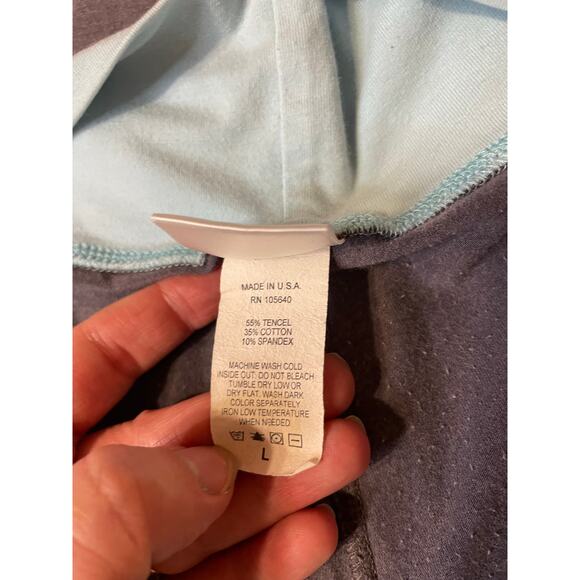 MADE IN U.S.A.
RN 105640
55% TENCEL
35% COTTON
10% SPANDEX
MACHINE WASH COLD
INSIDE OUT: DO NOT BLEACH
TUMBLE DRY LOW OR
DRY FLAT. WASH DARK
COLOR SEPARATELY
IRON LOW TEMPERATURE
WHEN NEEDED
L